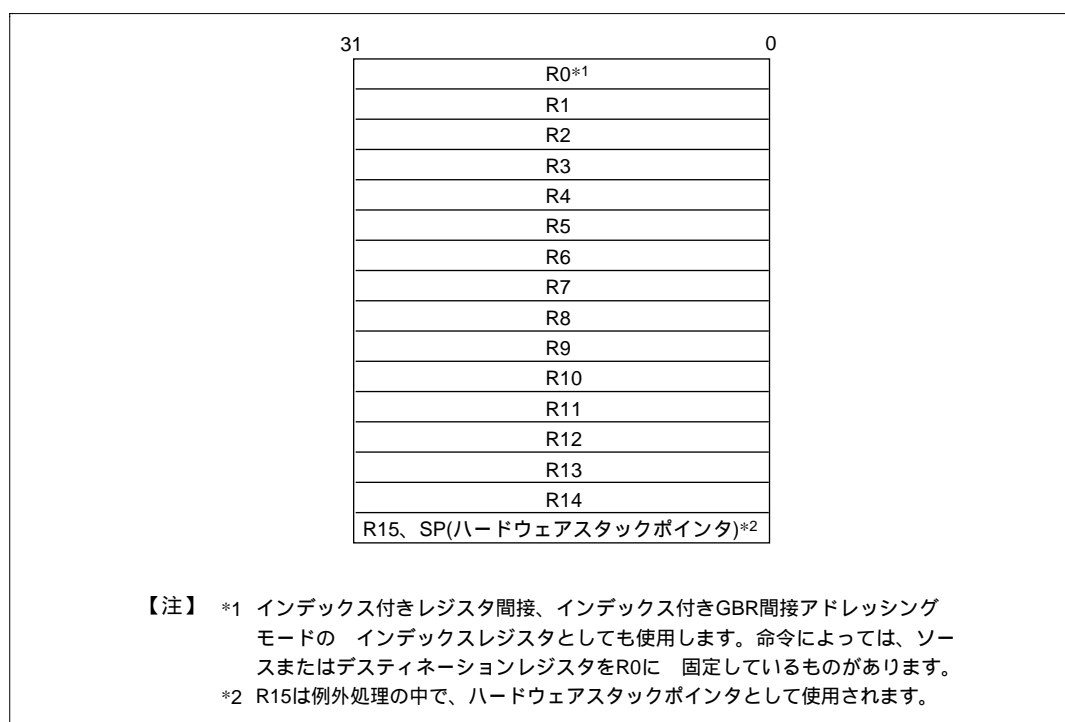 31 0
R0*1
R1
R2
R3
R4
R5
R6
R7
R8
R9
R10
R11
R12
R13
R14
R15、SP(ハードウェアスタックポインタ)*2
【注】 *1 インデックス付きレジスタ間接、インデックス付きGBR間接アドレッシング
モードの インデックスレジスタとしても使用します。命令によっては、ソー
スまたはデスティネーションレジスタをR0に 固定しているものがあります。
*2 R15は例外処理の中で、ハードウェアスタックポインタとして使用されます。